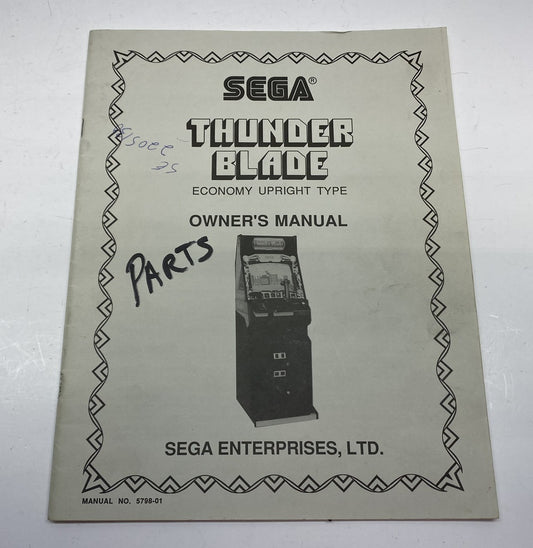 SEGA®
THUNDER
BLADE
ECONOMY UPRIGHT TYPE
OWNER'S MANUAL
PARTS
SEGA ENTERPRISES, LTD.
MANUAL NO. 5798-01